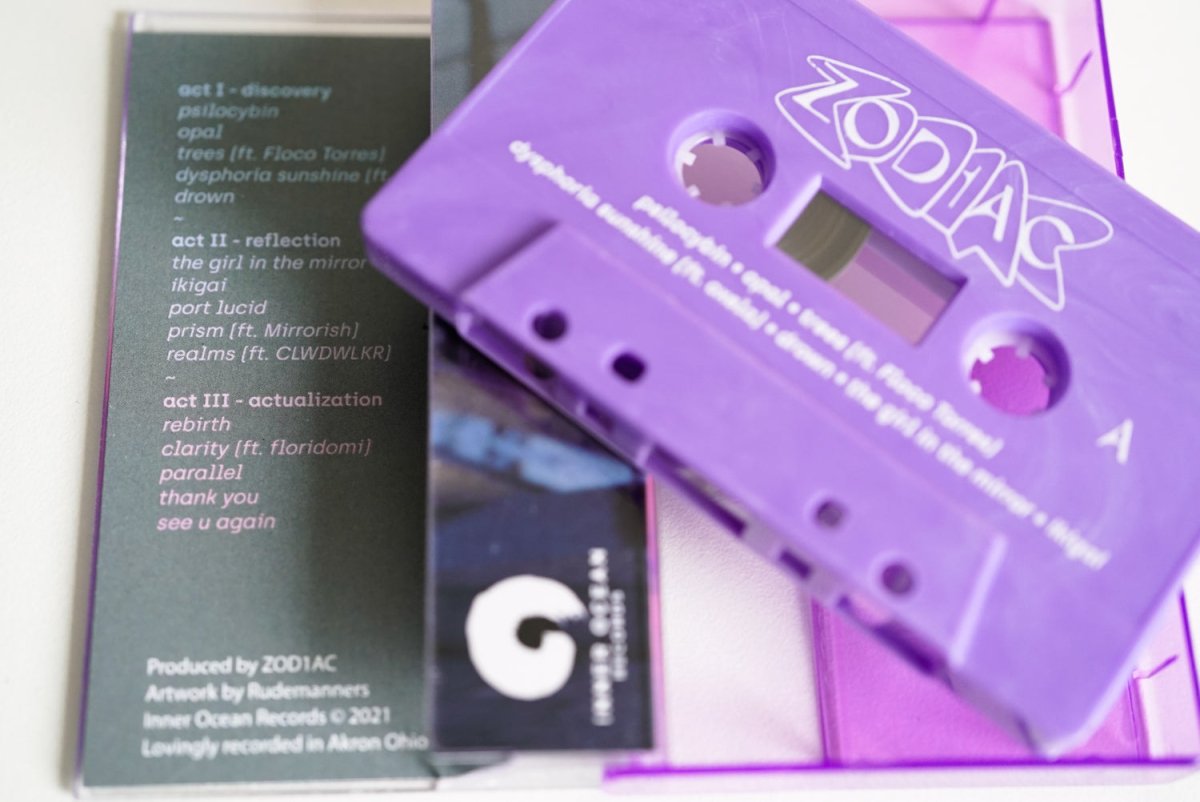 act I - discovery
psilocybin
opal
trees [ft. Floco Torres]
dysphoria sunshine [ft.
drown
~
act II - reflection
the girl in the mirror
ikigai
port lucid
prism [ft. Mirrorish]
realms [ft. CLWDWLKR]
~
act III - actualization
rebirth
clarity [ft. floridomi]
parallel
thank you
see u again
Produced by ZOD1AC
Artwork by Rudemanners
Inner Ocean Records © 2021
Lovingly recorded in Akron Ohio
INNER OCEAN
RECORDS
ZOD1AC
psilocybin • opal • trees [ft. Floco Torres]
dysphoria sunshine [ft. • drown • the girl in the mirror • ikigai
A